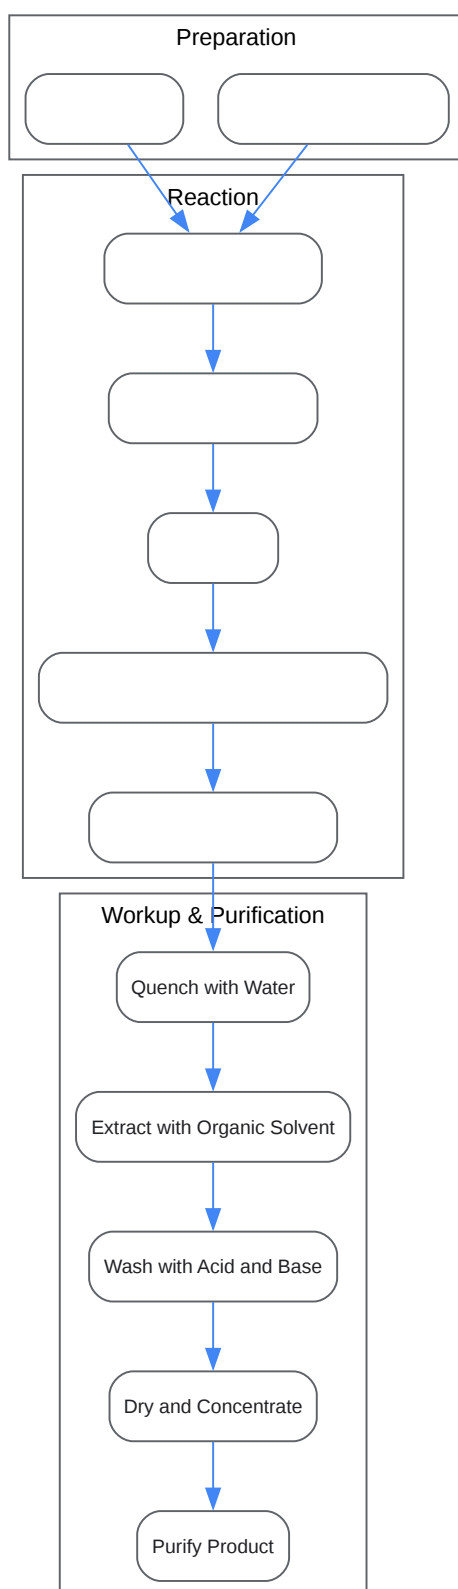 Preparation
Reaction
Workup & Purification
Quench with Water
Extract with Organic Solvent
Wash with Acid and Base
Dry and Concentrate
Purify Product